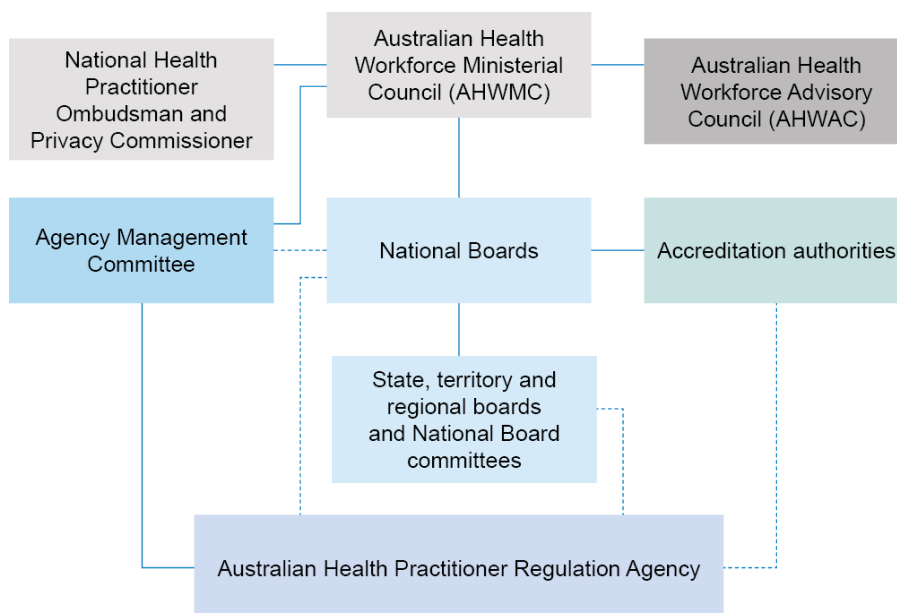 National Health
Practitioner
Ombudsman and
Privacy Commissioner
Australian Health
Workforce Ministerial
Council (AHWMC)
Australian Health
Workforce Advisory
Council (AHWAC)
Agency Management
Committee
National Boards
Accreditation authorities
State, territory and
regional boards
and National Board
committees
Australian Health Practitioner Regulation Agency